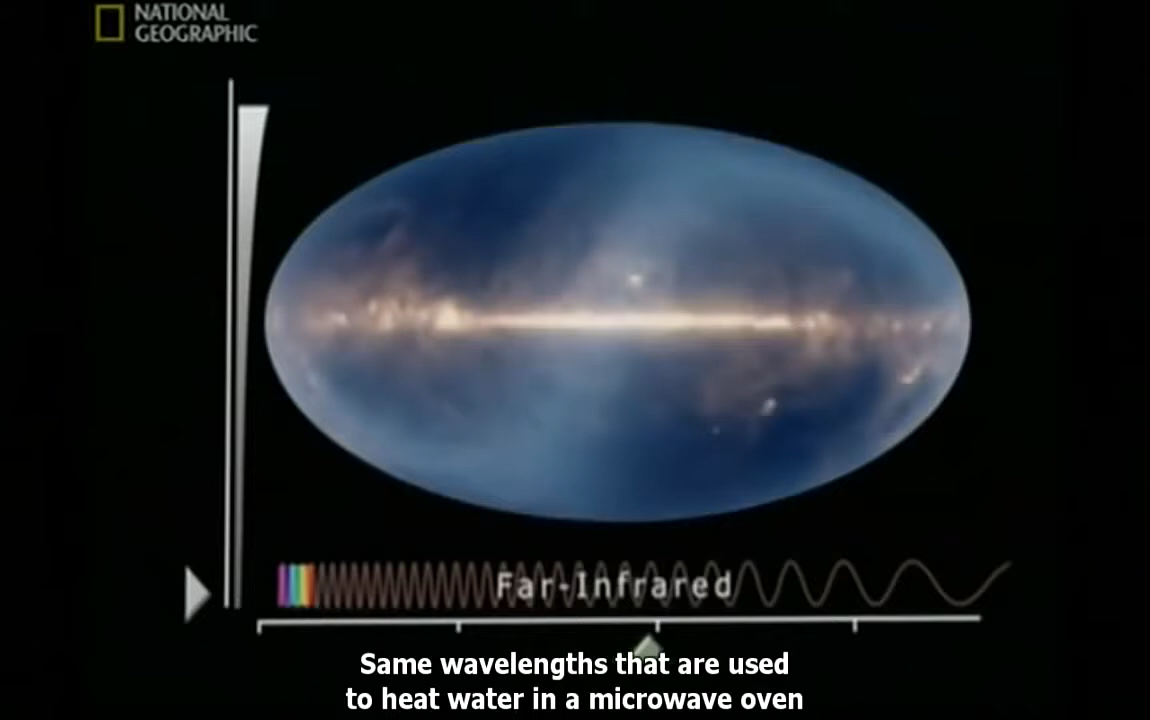 NATIONAL
GEOGRAPHIC
Far-Infrared
Same wavelengths that are used
to heat water in a microwave oven